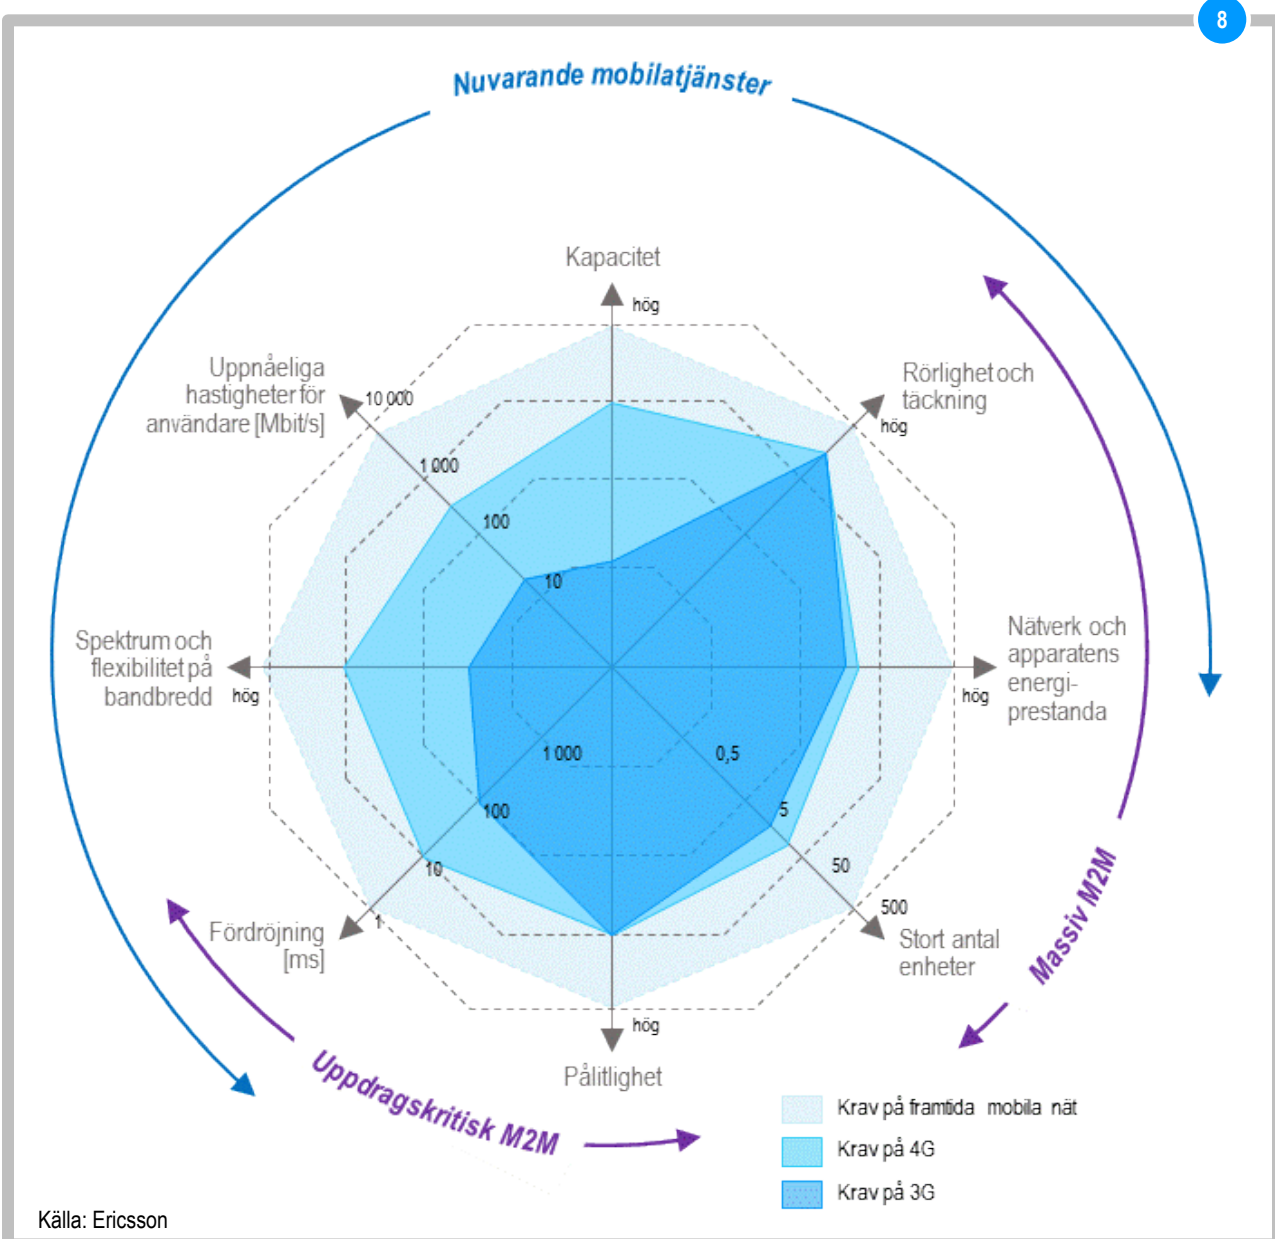 8
Nuvarande mobilatjänster
Kapacitet
hög
Uppnåeliga
hastigheter för
användare [Mbit/s]
10 000
1 000
100
10
Rörlighet och
täckning
hög
Spektrum och
flexibilitet på
bandbredd
hög
Nätverk och
apparatens
energi-
prestanda
hög
1 000
100
10
1
Fördröjning
[ms]
0,5
5
50
500
Stort antal
enheter
hög
Pålitlighet
Massiv M2M
Uppdragskritisk M2M
Krav på framtida mobila nät
Krav på 4G
Krav på 3G
Källa: Ericsson